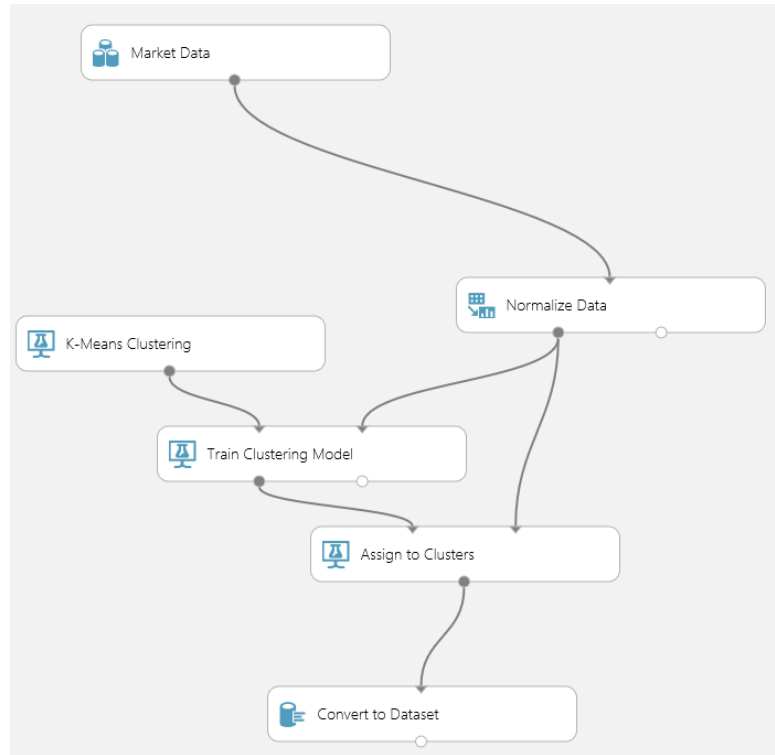 Market Data
Normalize Data
K-Means Clustering
Train Clustering Model
Assign to Clusters
Convert to Dataset